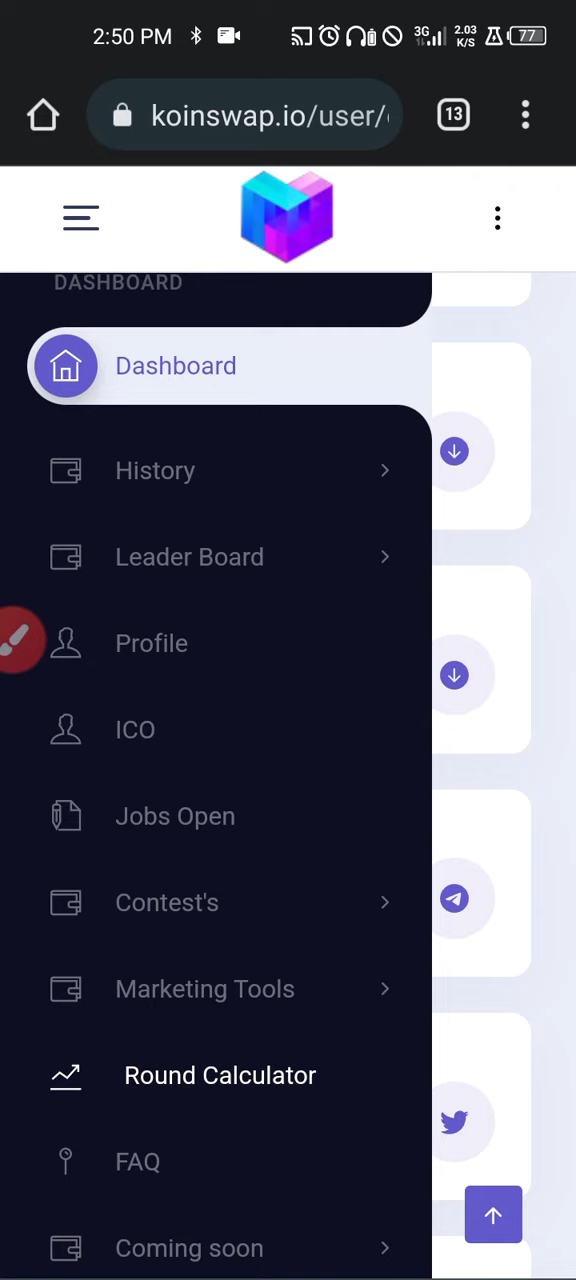 2:50 PM
3G
2.03 K/S
77
koinswap.io/user/
13
DASHBOARD
Dashboard
History
Leader Board
Profile
ICO
Jobs Open
Contest's
Marketing Tools
Round Calculator
FAQ
Coming soon